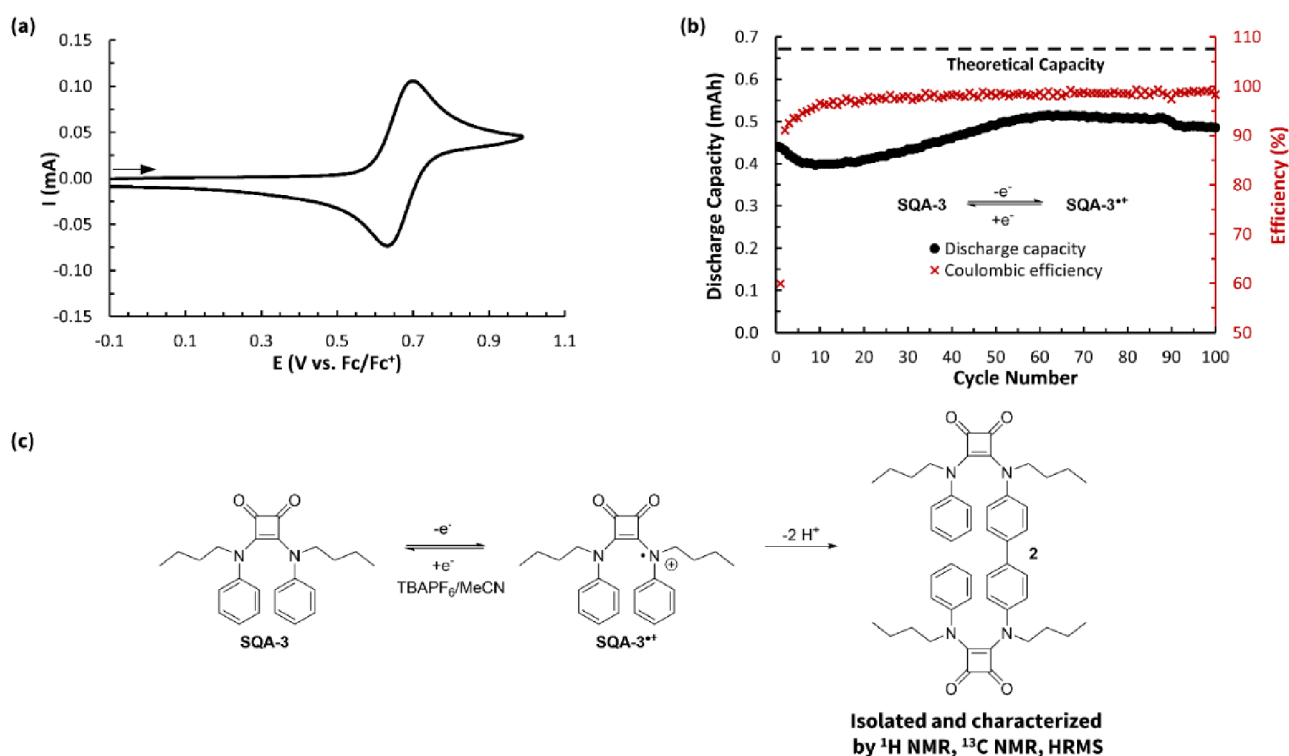 (a)
0.15
0.10
0.05
0.00
-0.05
-0.10
-0.15
I (mA)
-0.1 0.1 0.3 0.5 0.7 0.9 1.1
E (V vs. Fc/Fc⁺)
(b)
0.7
0.6
0.5
0.4
0.3
0.2
0.1
0.0
Discharge Capacity (mAh)
Theoretical Capacity
SQA-3
-e⁻
+e⁻
SQA-3•⁺
Discharge capacity
Coulombic efficiency
110
100
90
80
70
60
50
Efficiency (%)
0 10 20 30 40 50 60 70 80 90 100
Cycle Number
(c)
O O
N N
SQA-3
-e⁻
+e⁻
TBAPF₆/MeCN
O O
N • N
⊕
SQA-3•⁺
-2 H⁺
O O
N N
2
N N
O O
Isolated and characterized
by ¹H NMR, ¹³C NMR, HRMS